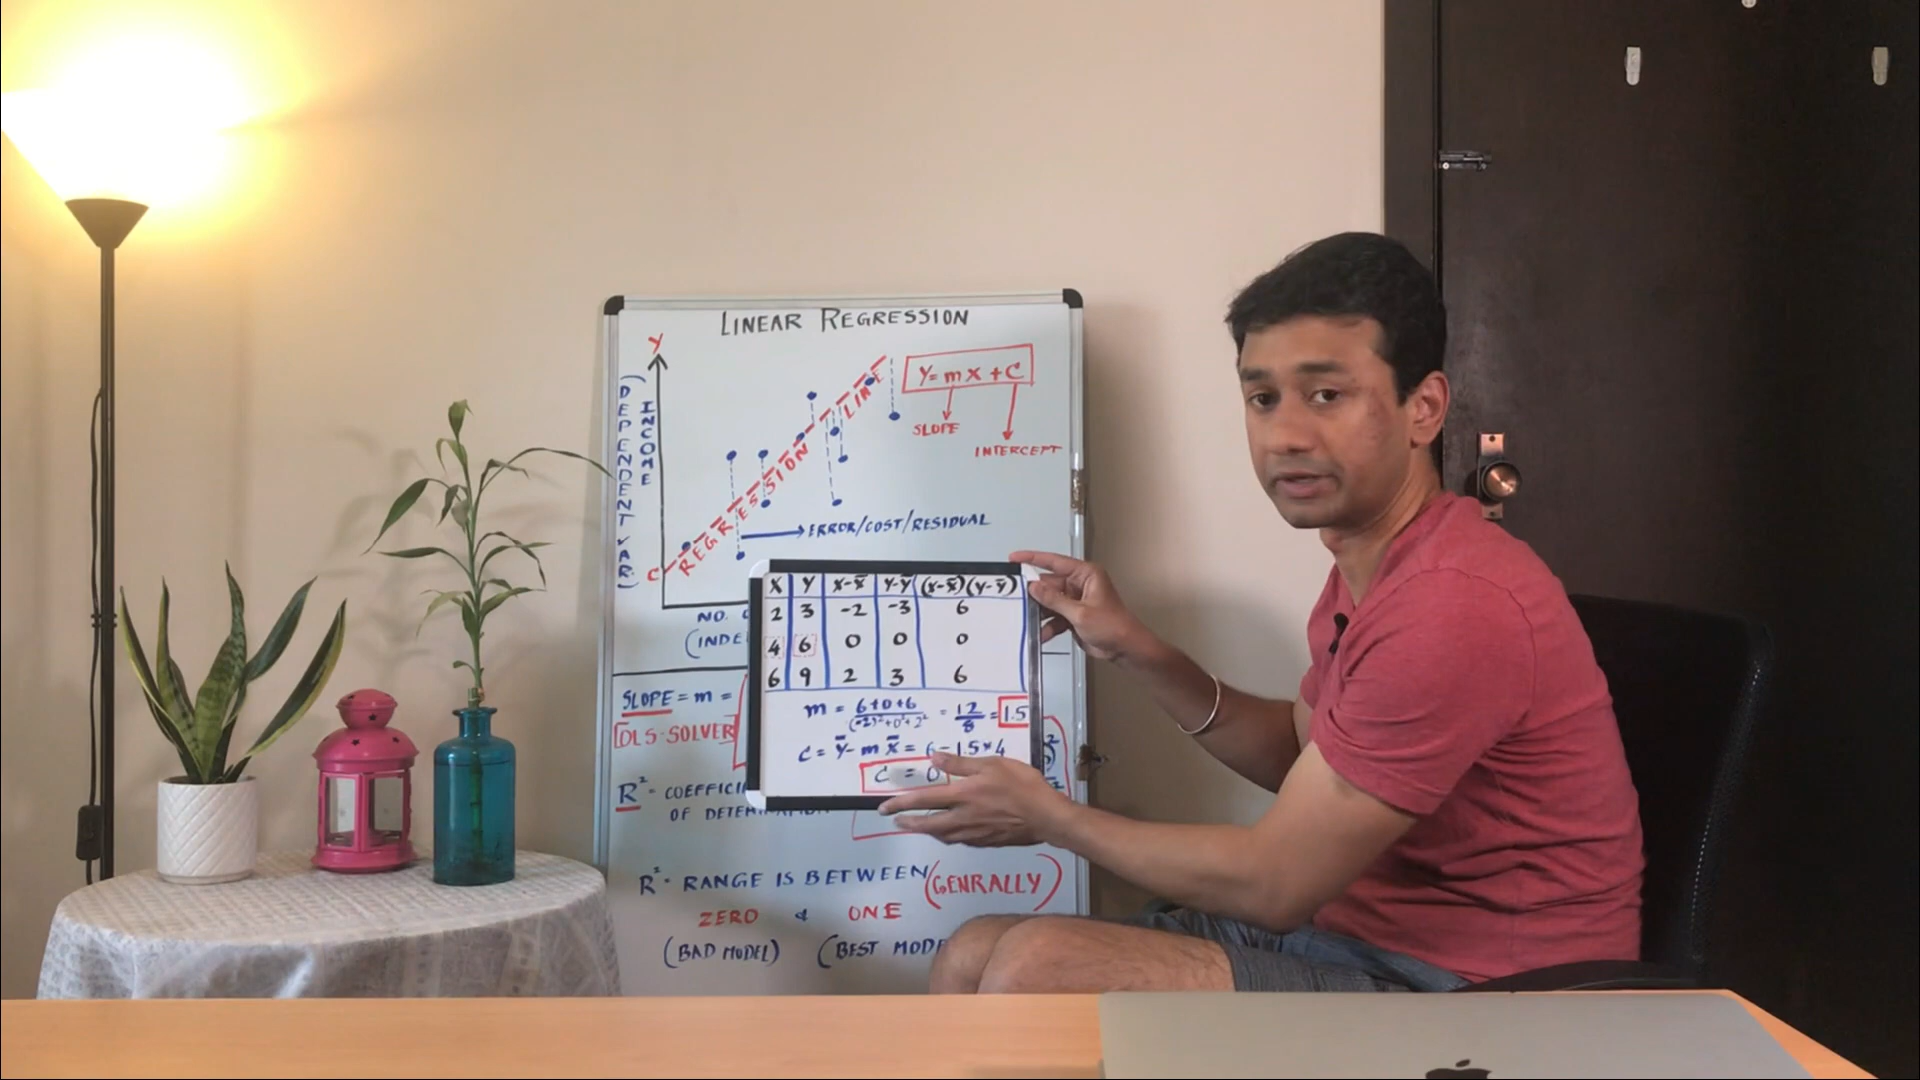 LINEAR REGRESSION
Y
Y = mX + C
SLOPE
INTERCEPT
INCOME
(DEPENDENT VAR.)
REGRESSION LINE
ERROR/COST/RESIDUAL
C
NO.
X Y X-X̄ Y-Ȳ (X-X̄)(Y-Ȳ)
2 3 -2 -3 6
4 6 0 0 0
6 9 2 3 6
m = 6+0+6 / (-2)²+0²+2² = 12/8 = 1.5
C = Ȳ - m X̄ = 6 - 1.5*4
C = 0
SLOPE = m =
OLS-SOLVER
R² = COEFFICI
OF
R² - RANGE IS BETWEEN (GENRALLY)
ZERO & ONE
(BAD MODEL) (BEST MODE